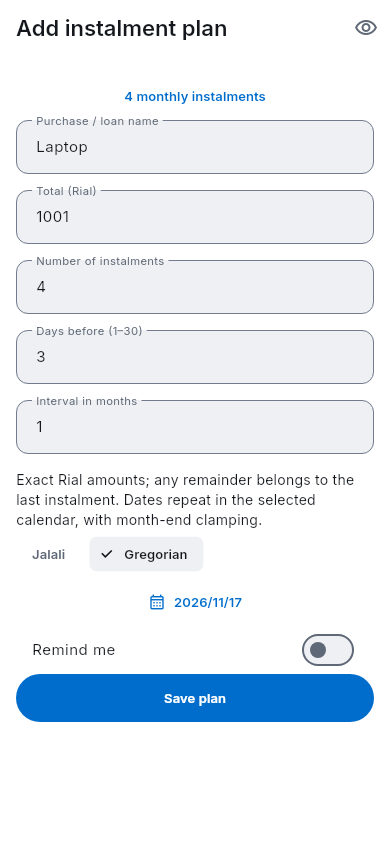 Add instalment plan
4 monthly instalments
Purchase / loan name
Laptop
Total (Rial)
1001
Number of instalments
4
Days before (1–30)
3
Interval in months
1
Exact Rial amounts; any remainder belongs to the
last instalment. Dates repeat in the selected
calendar, with month-end clamping.
Jalali
Gregorian
2026/11/17
Remind me
Save plan